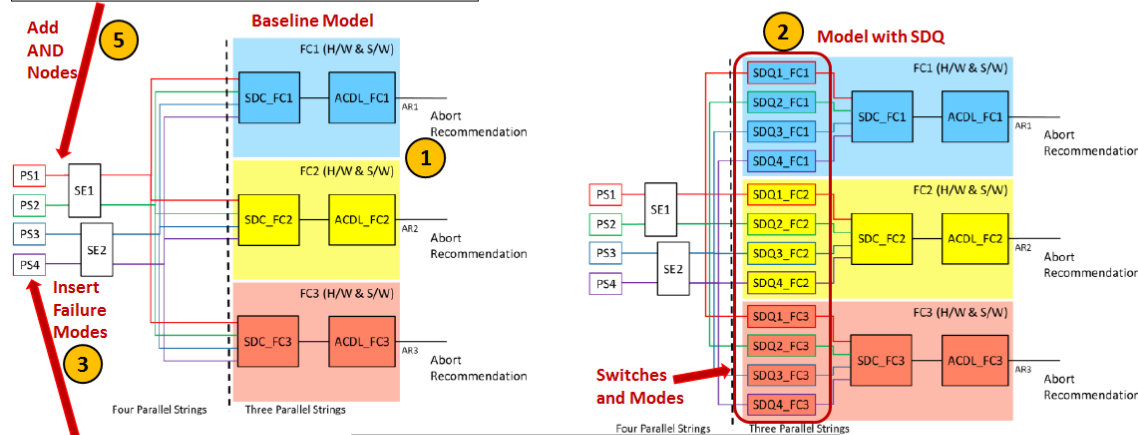 Add
AND
Nodes
5
Baseline Model
FC1 (H/W & S/W)
SDC_FC1
ACDL_FC1
AR1
Abort
Recommendation
1
FC2 (H/W & S/W)
PS1
PS2
PS3
PS4
SE1
SE2
SDC_FC2
ACDL_FC2
AR2
Abort
Recommendation
Insert
Failure
Modes
3
FC3 (H/W & S/W)
SDC_FC3
ACDL_FC3
AR3
Abort
Recommendation
Four Parallel Strings
Three Parallel Strings
2
Model with SDQ
FC1 (H/W & S/W)
SDQ1_FC1
SDQ2_FC1
SDQ3_FC1
SDQ4_FC1
SDC_FC1
ACDL_FC1
AR1
Abort
Recommendation
FC2 (H/W & S/W)
PS1
PS2
PS3
PS4
SE1
SE2
SDQ1_FC2
SDQ2_FC2
SDQ3_FC2
SDQ4_FC2
SDC_FC2
ACDL_FC2
AR2
Abort
Recommendation
FC3 (H/W & S/W)
SDQ1_FC3
SDQ2_FC3
SDQ3_FC3
SDQ4_FC3
SDC_FC3
ACDL_FC3
AR3
Abort
Recommendation
Switches
and Modes
Four Parallel Strings
Three Parallel Strings